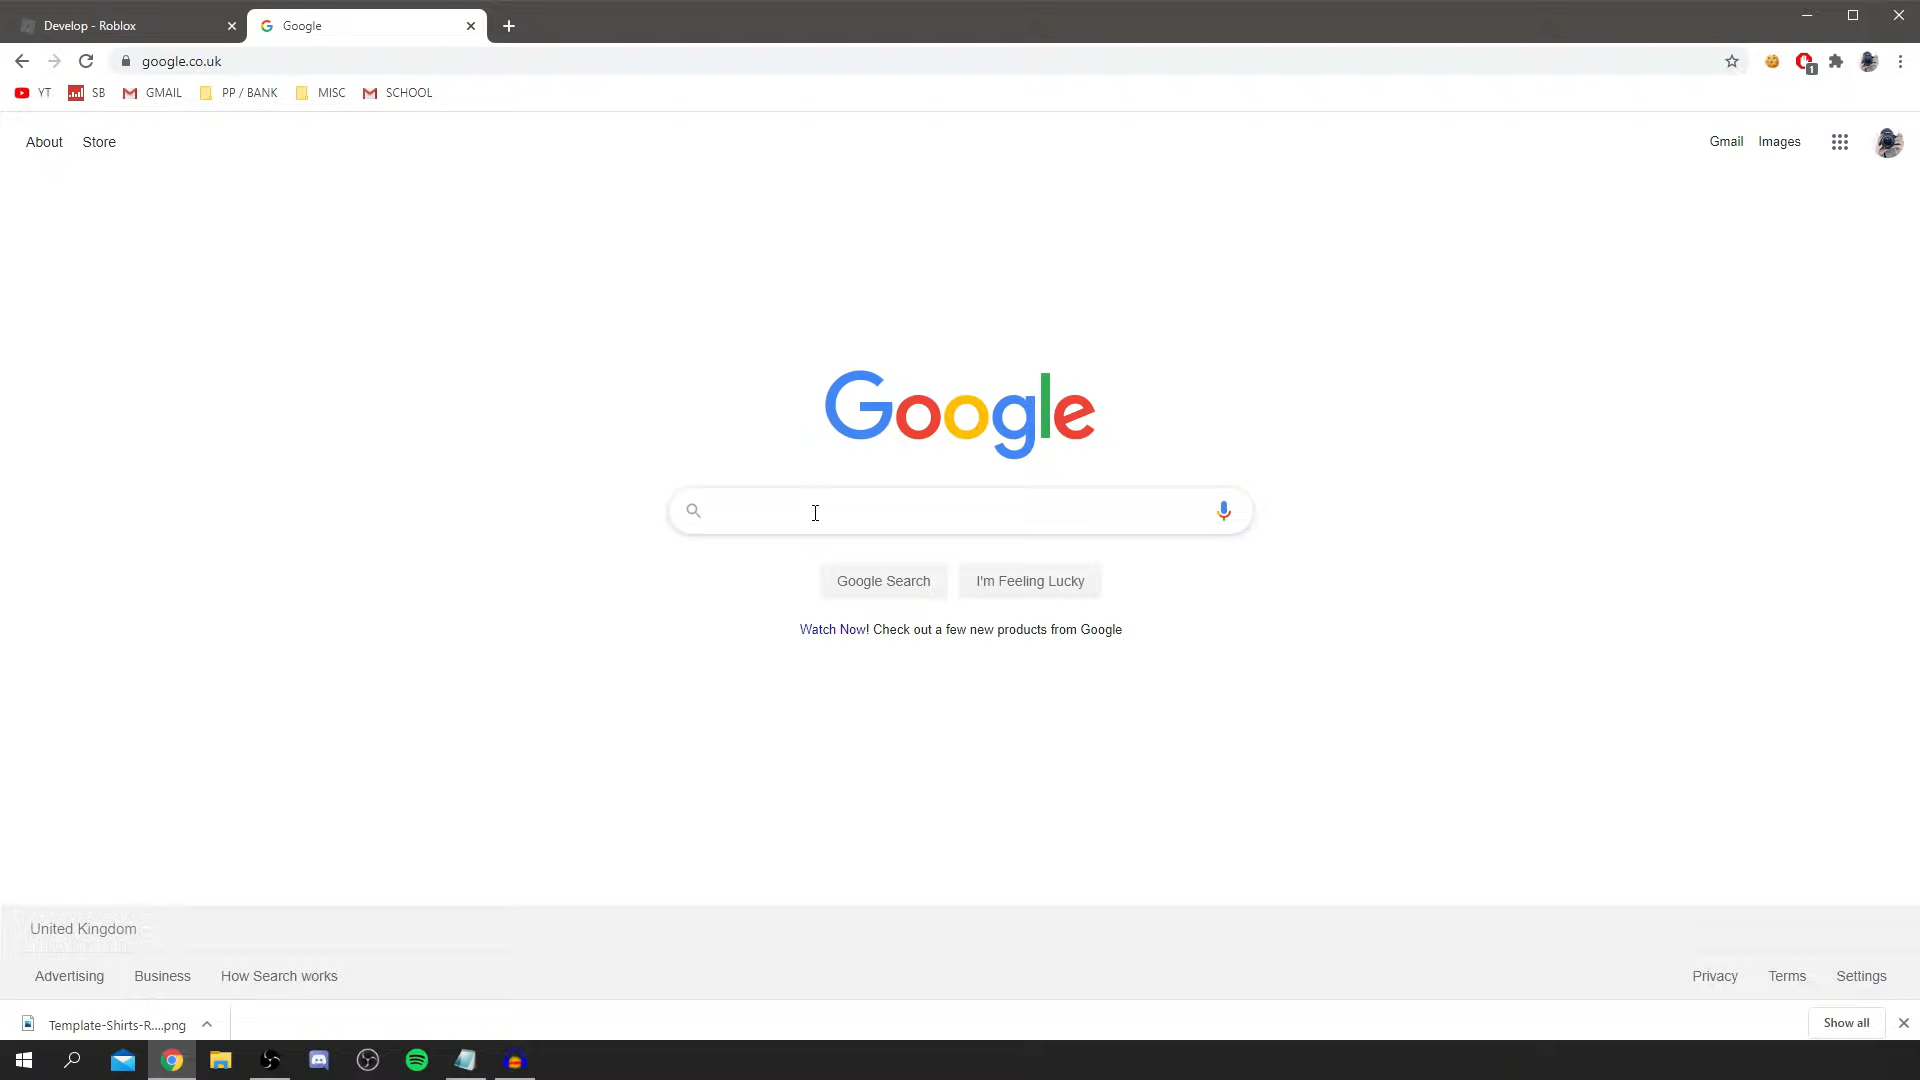 Develop - Roblox
Google
google.co.uk
YT
SB
GMAIL
PP / BANK
MISC
SCHOOL
About
Store
Gmail
Images
Google
Google Search
I'm Feeling Lucky
Watch Now! Check out a few new products from Google
United Kingdom
Advertising
Business
How Search works
Privacy
Terms
Settings
Template-Shirts-R....png
Show all
1